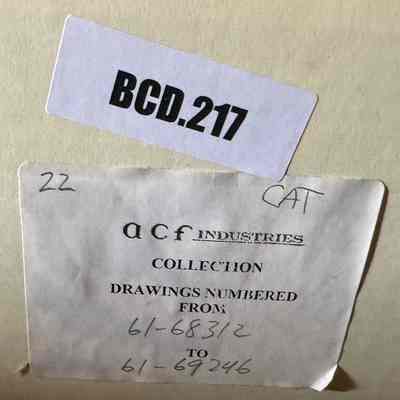 BCD.217
22 CAT
acf INDUSTRIES
COLLECTION
DRAWINGS NUMBERED
FROM
61-68312
TO
61-69246